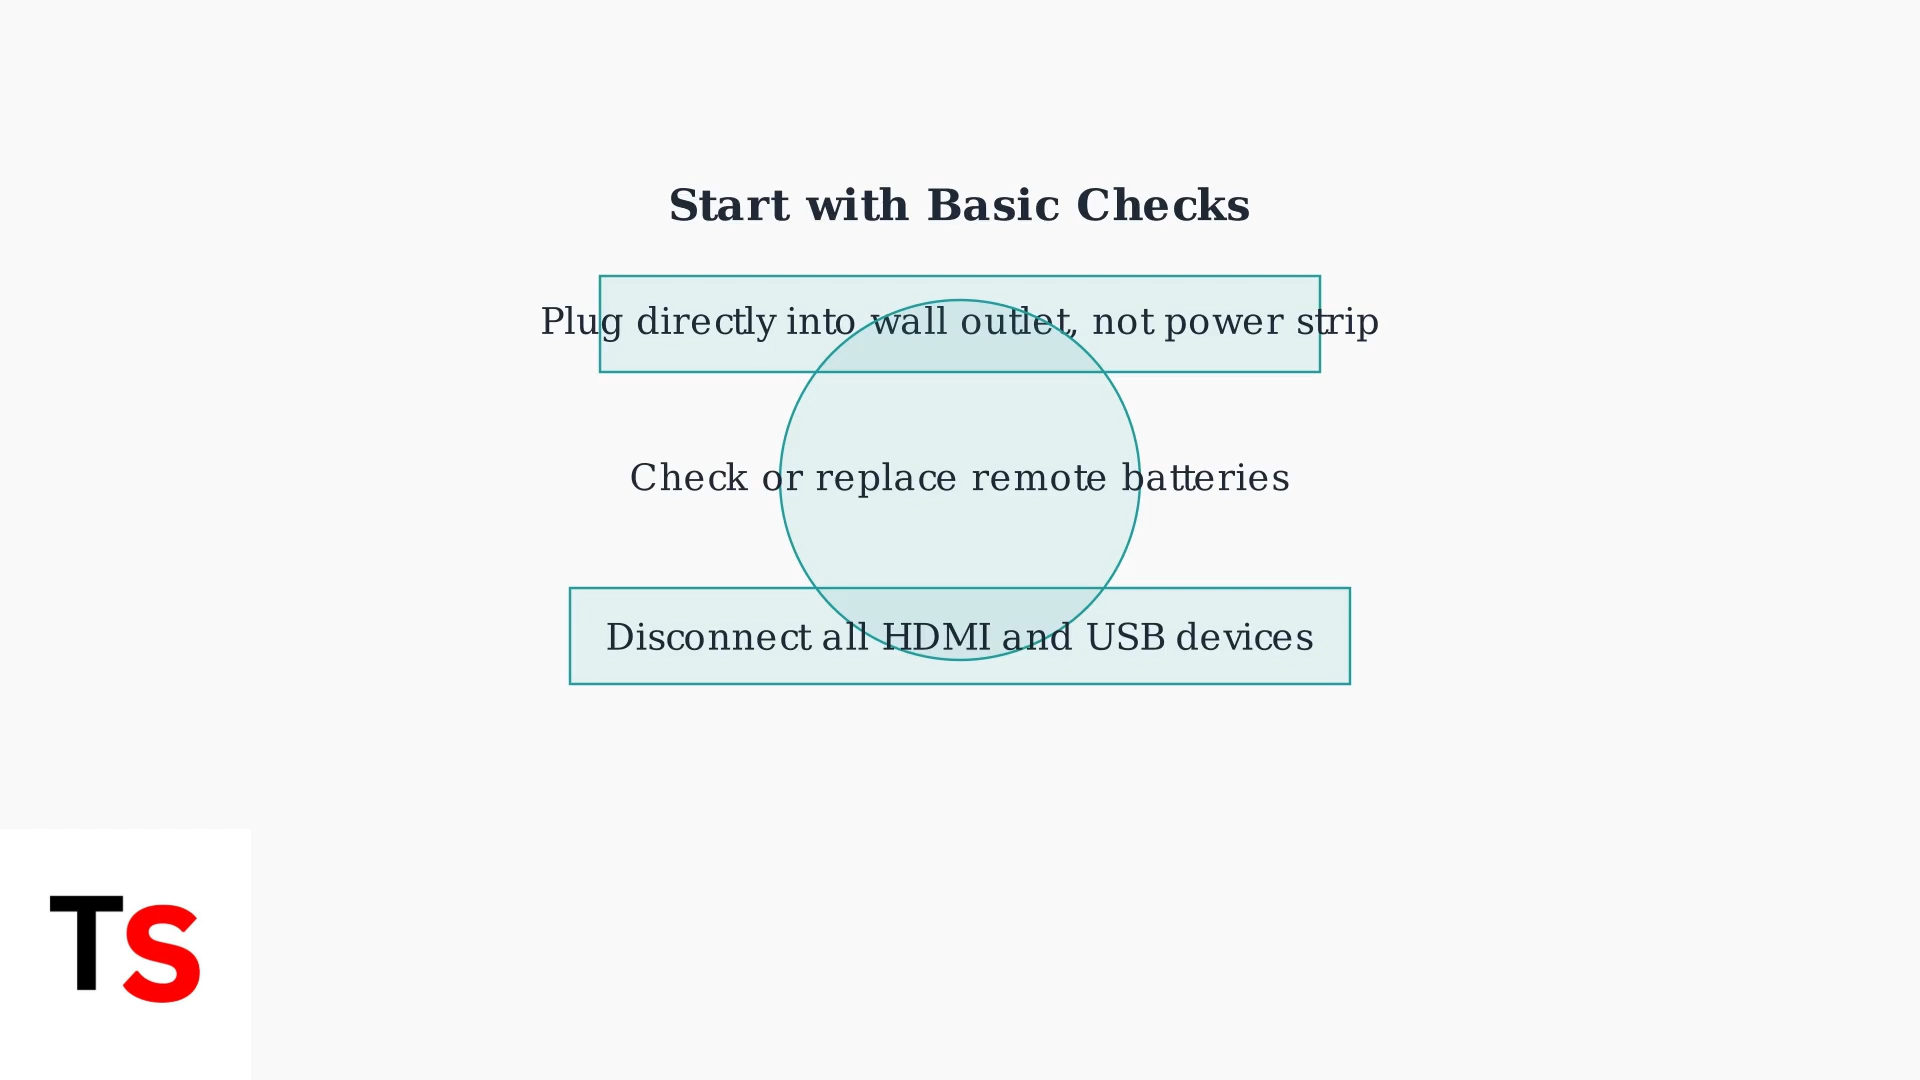 Start with Basic Checks
Plug directly into wall outlet, not power strip
Check or replace remote batteries
Disconnect all HDMI and USB devices
TS